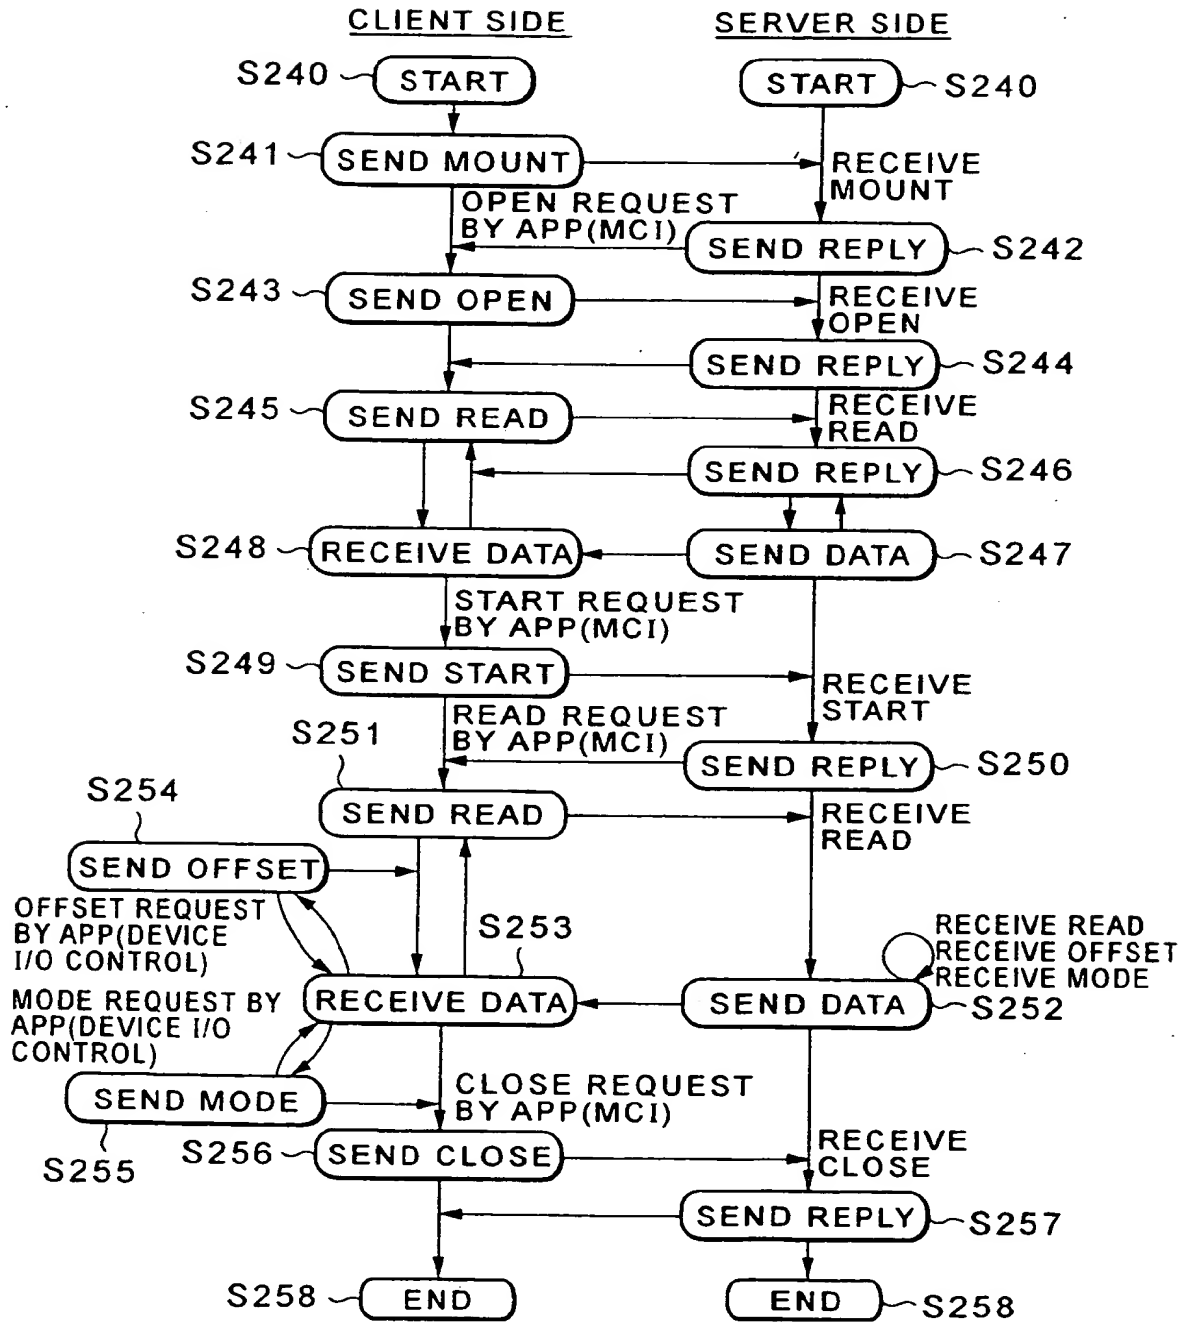 CLIENT SIDE
SERVER SIDE
S240
START
START
S240
S241
SEND MOUNT
RECEIVE
MOUNT
OPEN REQUEST
BY APP(MCI)
SEND REPLY
S242
S243
SEND OPEN
RECEIVE
OPEN
SEND REPLY
S244
S245
SEND READ
RECEIVE
READ
SEND REPLY
S246
S248
RECEIVE DATA
SEND DATA
S247
START REQUEST
BY APP(MCI)
S249
SEND START
RECEIVE
START
READ REQUEST
BY APP(MCI)
S251
SEND REPLY
S250
S254
SEND READ
RECEIVE
READ
SEND OFFSET
OFFSET REQUEST
BY APP(DEVICE
I/O CONTROL)
S253
RECEIVE READ
RECEIVE OFFSET
RECEIVE MODE
RECEIVE DATA
SEND DATA
S252
MODE REQUEST BY
APP(DEVICE I/O
CONTROL)
SEND MODE
S255
CLOSE REQUEST
BY APP(MCI)
S256
SEND CLOSE
RECEIVE
CLOSE
SEND REPLY
S257
S258
END
END
S258